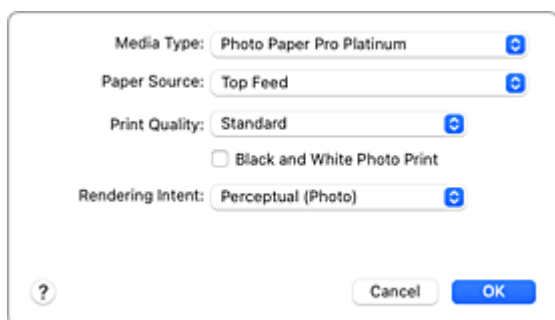 Media Type: Photo Paper Pro Platinum
Paper Source: Top Feed
Print Quality: Standard
Black and White Photo Print
Rendering Intent: Perceptual (Photo)
? Cancel OK